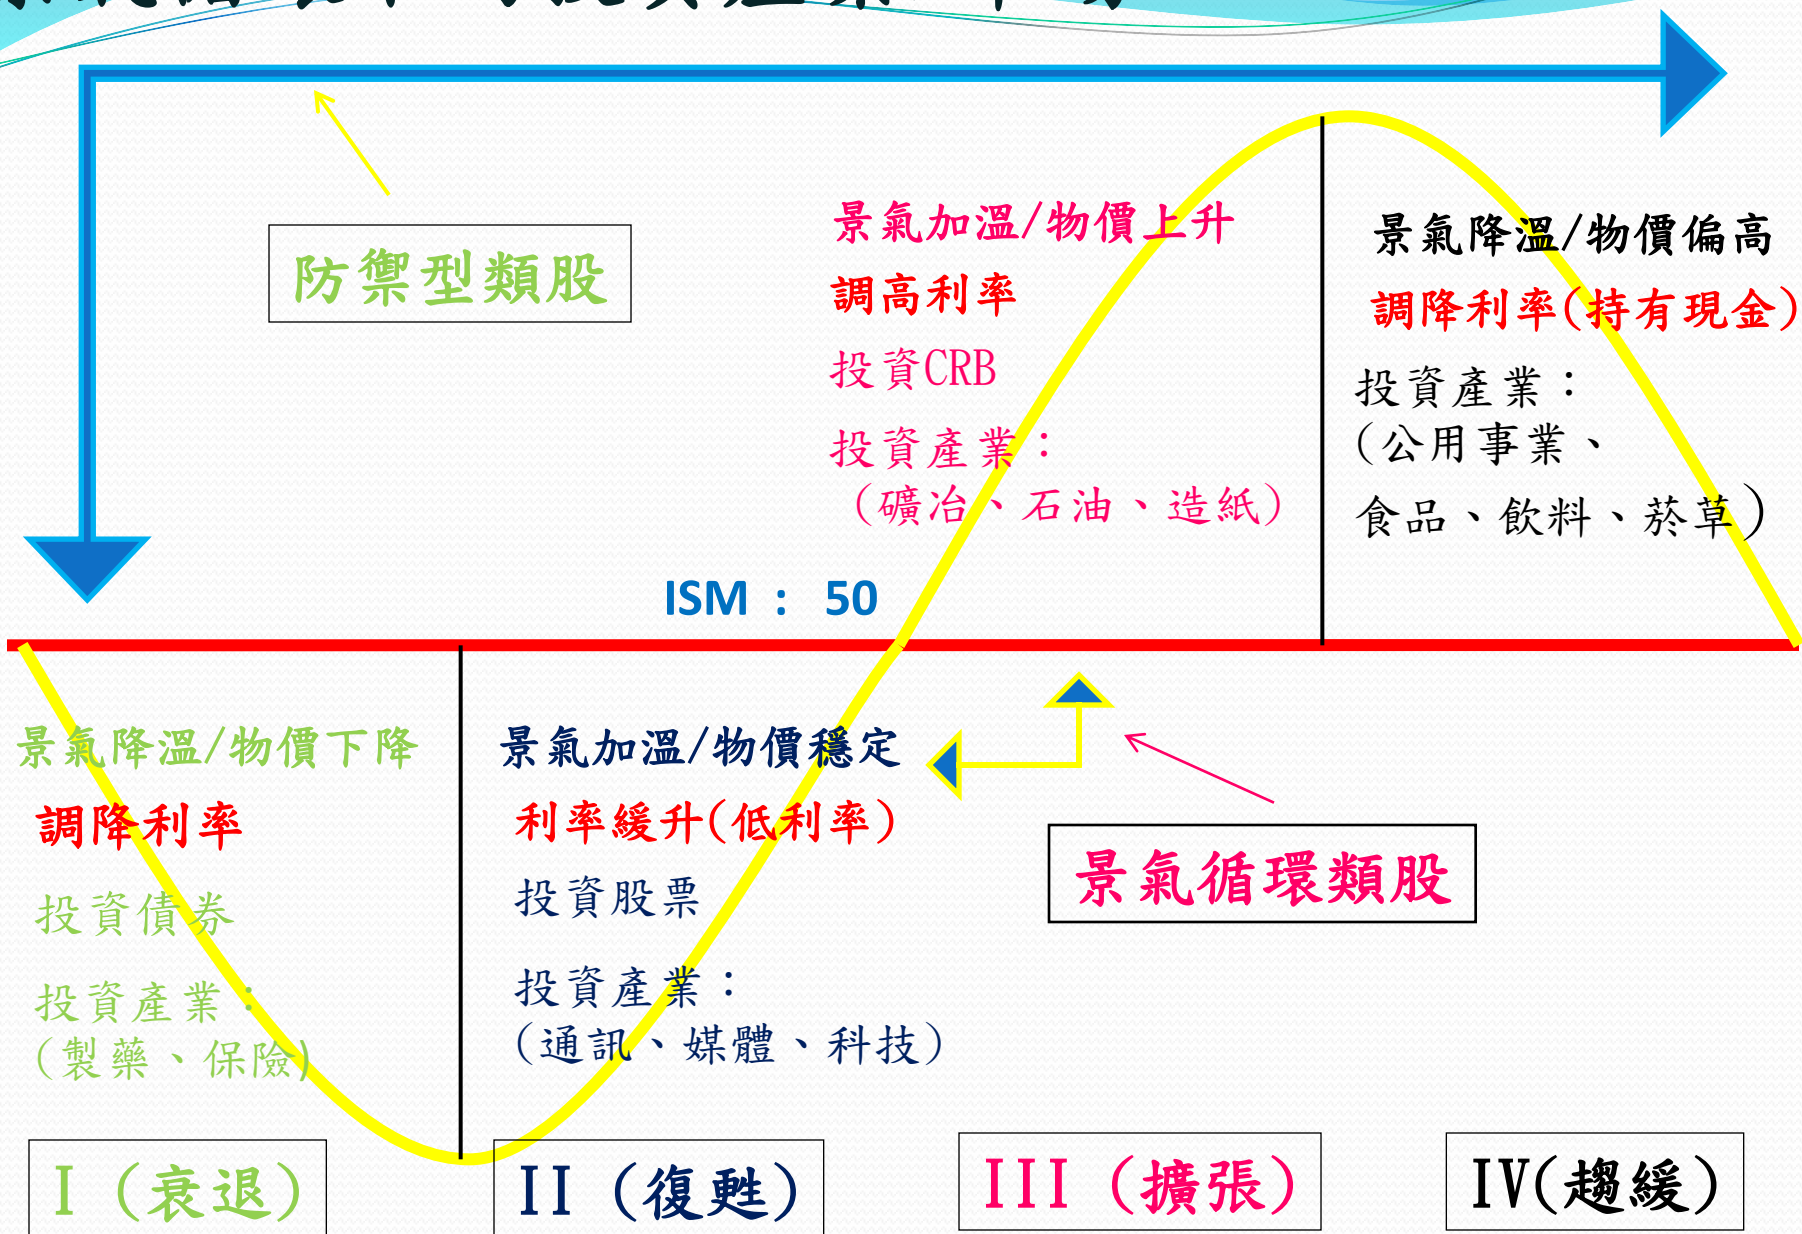 防禦型類股
景氣加溫/物價上升
調高利率
投資CRB
投資產業：
（礦冶、石油、造紙）
景氣降溫/物價偏高
調降利率(持有現金)
投資產業：
（公用事業、
食品、飲料、菸草）
ISM : 50
景氣降溫/物價下降
調降利率
投資債券
投資產業：
（製藥、保險)
景氣加溫/物價穩定
利率緩升(低利率)
投資股票
投資產業：
（通訊、媒體、科技）
景氣循環類股
I (衰退)
II (復甦)
III (擴張)
IV(趨緩)